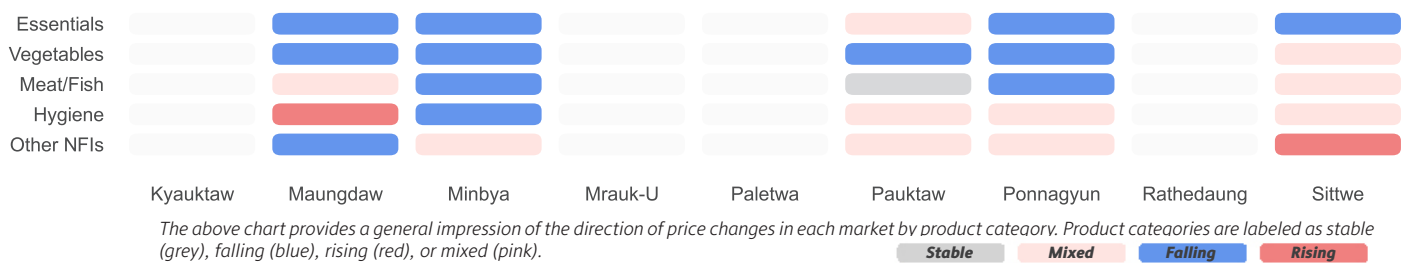 Essentials
Vegetables
Meat/Fish
Hygiene
Other NFIs
Kyauktaw Maungdaw Minbya Mrauk-U Paletwa Pauktaw Ponnagyun Rathedaung Sittwe
The above chart provides a general impression of the direction of price changes in each market by product category. Product categories are labeled as stable
(grey), falling (blue), rising (red), or mixed (pink).
Stable Mixed Falling Rising